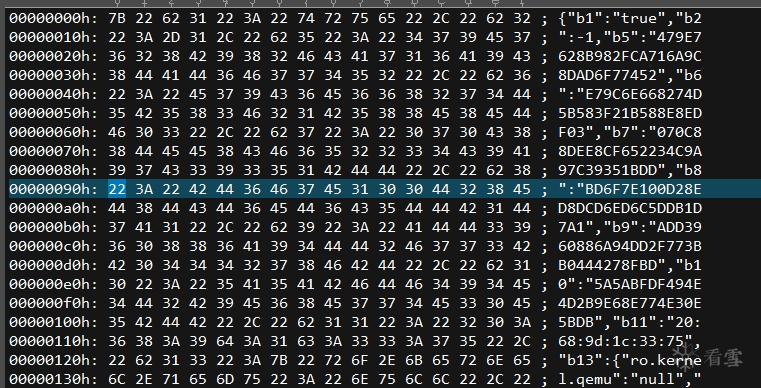 00000000h: 7B 22 62 31 22 3A 22 74 72 75 65 22 2C 22 62 32 ; {"b1":"true","b2
00000010h: 22 3A 2D 31 2C 22 62 35 22 3A 22 34 37 39 45 37 ; ":-1,"b5":"479E7
00000020h: 36 32 38 42 39 38 32 46 43 41 37 31 36 41 39 43 ; 628B982FCA716A9C
00000030h: 38 44 41 44 36 46 37 37 34 35 32 22 2C 22 62 36 ; 8DAD6F77452","b6
00000040h: 22 3A 22 45 37 39 43 36 45 36 36 38 32 37 34 44 ; ":"E79C6E668274D
00000050h: 35 42 35 38 33 46 32 31 42 35 38 38 45 38 45 44 ; 5B583F21B588E8ED
00000060h: 46 30 33 22 2C 22 62 37 22 3A 22 30 37 30 43 38 ; F03","b7":"070C8
00000070h: 38 44 45 45 38 43 46 36 35 32 32 33 34 43 39 41 ; 8DEE8CF652234C9A
00000080h: 39 37 43 33 39 33 35 31 42 44 44 22 2C 22 62 38 ; 97C39351BDD","b8
00000090h: 22 3A 22 42 44 36 46 37 45 31 30 30 44 32 38 45 ; ":"BD6F7E100D28E
000000a0h: 44 38 44 43 44 36 45 44 36 43 35 44 44 42 31 44 ; D8DCD6ED6C5DDB1D
000000b0h: 37 41 31 22 2C 22 62 39 22 3A 22 41 44 44 33 39 ; 7A1","b9":"ADD39
000000c0h: 36 30 38 38 36 41 39 34 44 44 32 46 37 37 33 42 ; 60886A94DD2F773B
000000d0h: 42 30 34 34 34 32 37 38 46 42 44 22 2C 22 62 31 ; B0444278FBD","b1
000000e0h: 30 22 3A 22 35 41 35 41 42 46 44 46 34 39 34 45 ; 0":"5A5ABFDF494E
000000f0h: 34 44 32 42 39 45 36 38 45 37 37 34 45 33 30 45 ; 4D2B9E68E774E30E
00000100h: 35 42 44 42 22 2C 22 62 31 31 22 3A 22 32 30 3A ; 5BDB","b11":"20:
00000110h: 36 38 3A 39 64 3A 31 63 3A 33 33 3A 37 35 22 2C ; 68:9d:1c:33:75",
00000120h: 22 62 31 33 22 3A 7B 22 72 6F 2E 6B 65 72 6E 65 ; "b13":{"ro.kerne
00000130h: 6C 2E 71 65 6D 75 22 3A 22 6E 75 6C 6C 22 2C 22 ; l.qemu":"null","
看雪